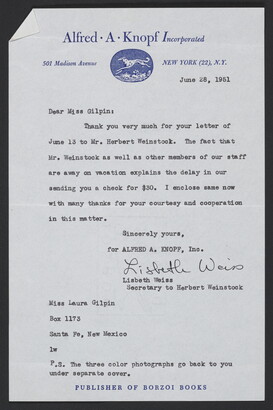 Alfred · A · Knopf Incorporated
501 Madison Avenue NEW YORK (22), N.Y.
June 28, 1951
Dear Miss Gilpin:
Thank you very much for your letter of
June 13 to Mr. Herbert Weinstock. The fact that
Mr. Weinstock as well as other members of our staff
are away on vacation explains the delay in our
sending you a check for $30. I enclose same now
with many thanks for your courtesy and cooperation
in this matter.
Sincerely yours,
for ALFRED A. KNOPF, Inc.
Lisbeth Weiss
Lisbeth Weiss
Secretary to Herbert Weinstock
Miss Laura Gilpin
Box 1173
Santa Fe, New Mexico
lw
P.S. The three color photographs go back to you
under separate cover.
PUBLISHER OF BORZOI BOOKS